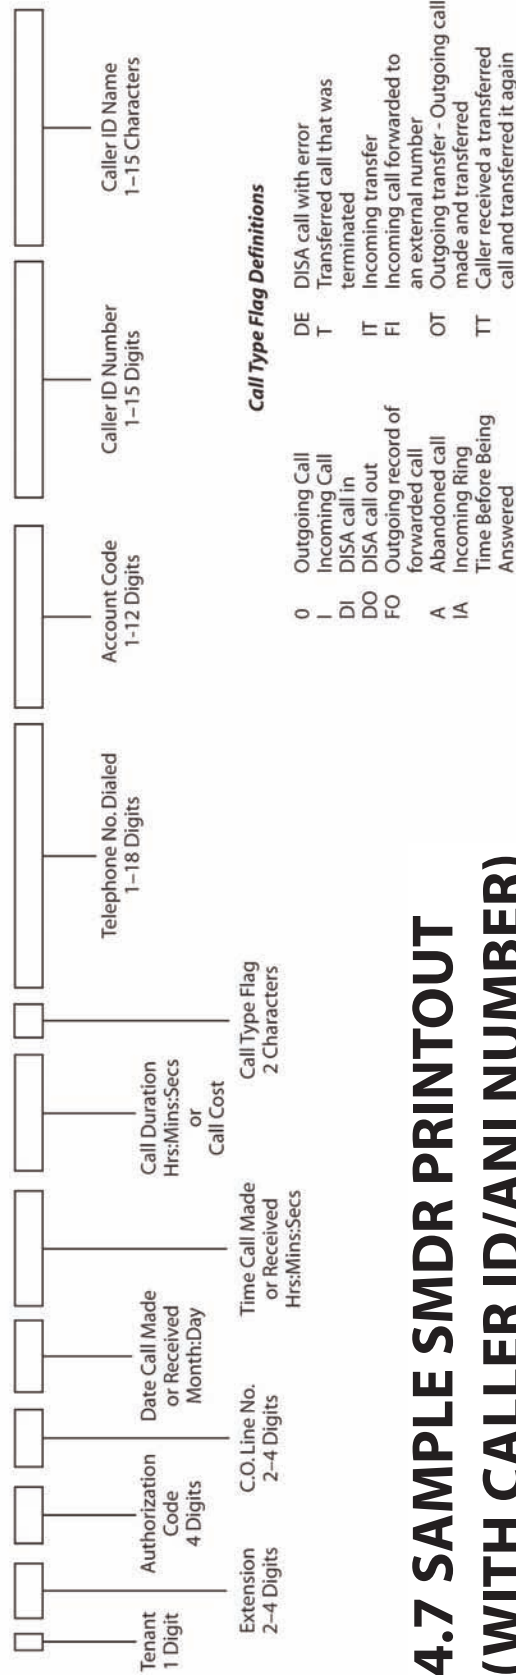 Tenant
1 Digit
Extension
2–4 Digits
Authorization
Code
4 Digits
C.O. Line No.
2–4 Digits
Date Call Made
or Received
Month:Day
Time Call Made
or Received
Hrs:Mins:Secs
Call Duration
Hrs:Mins:Secs
or
Call Cost
Call Type Flag
2 Characters
Telephone No. Dialed
1–18 Digits
Account Code
1-12 Digits
Caller ID Number
1–15 Digits
Caller ID Name
1–15 Characters
Call Type Flag Definitions
0 Outgoing Call
I Incoming Call
DI DISA call in
DO DISA call out
FO Outgoing record of
forwarded call
A Abandoned call
IA Incoming Ring
Time Before Being
Answered
DE DISA call with error
T Transferred call that was
terminated
IT Incoming transfer
FI Incoming call forwarded to
an external number
OT Outgoing transfer - Outgoing call
made and transferred
TT Caller received a transferred
call and transferred it again
4.7 SAMPLE SMDR PRINTOUT
(WITH CALLER ID/ANI NUMBER)